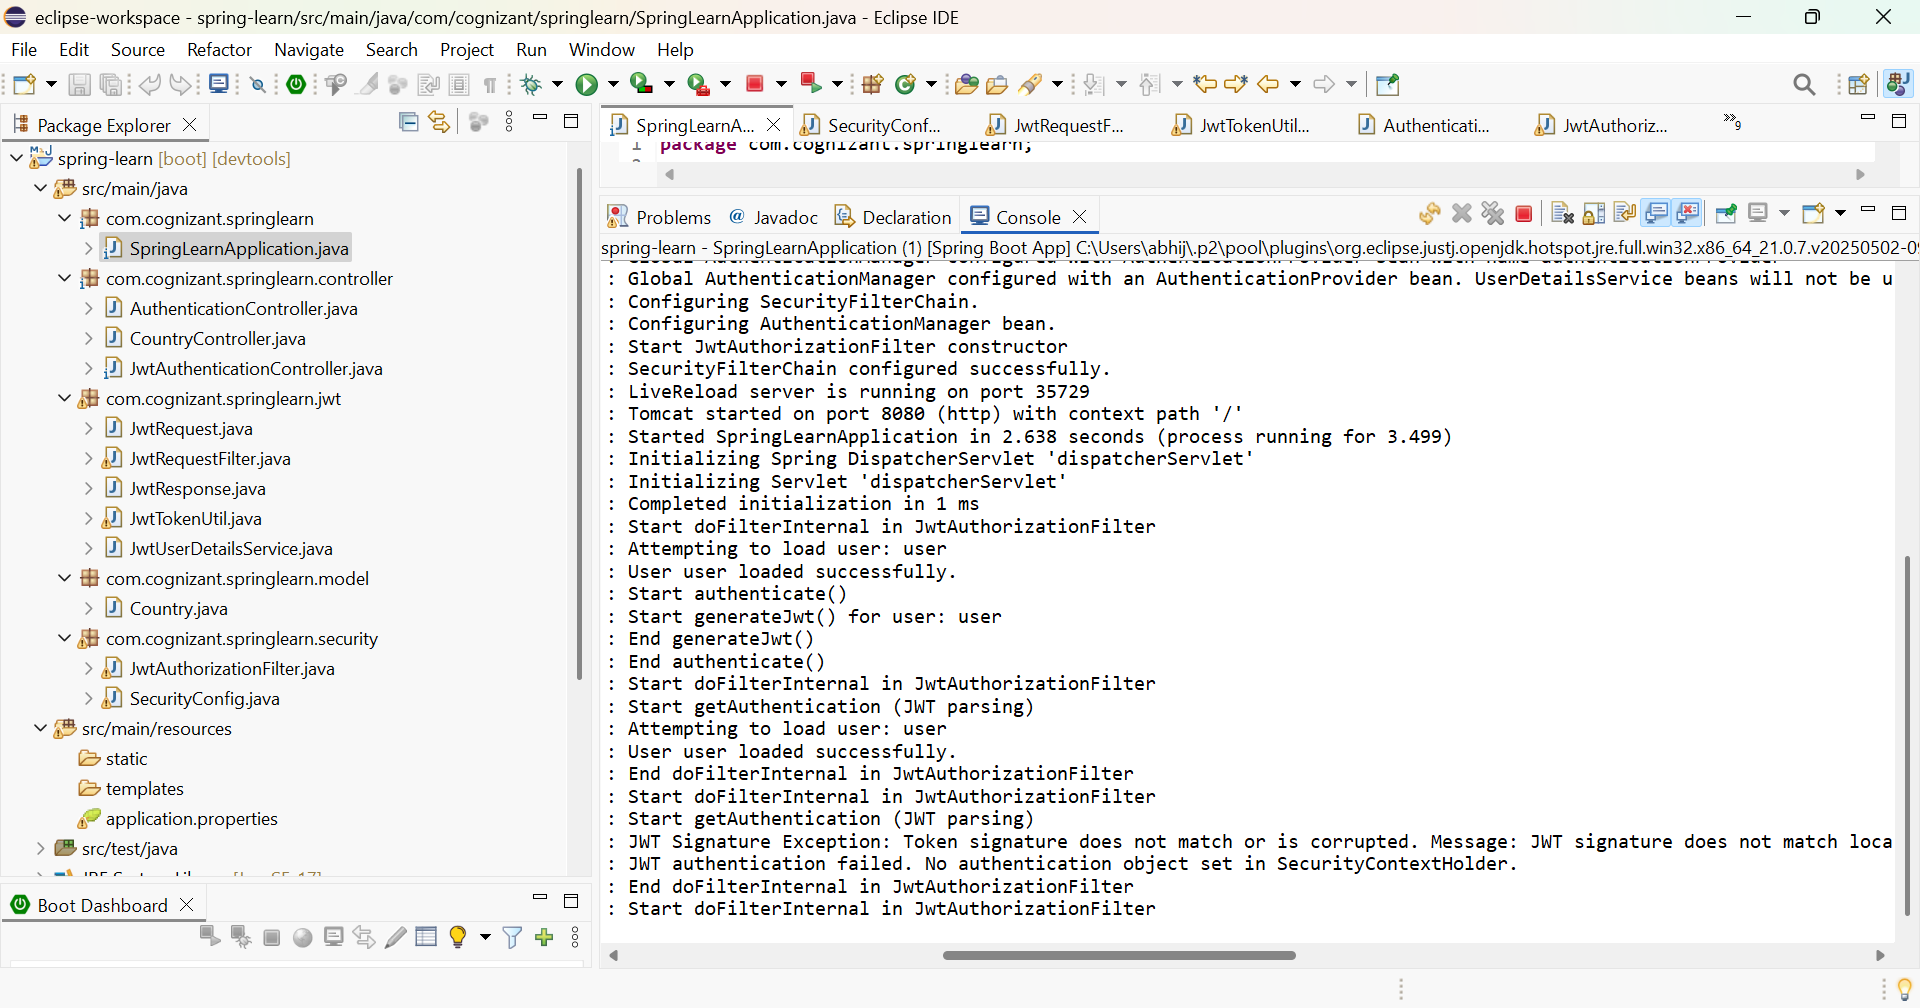 eclipse-workspace - spring-learn/src/main/java/com/cognizant/springlearn/SpringLearnApplication.java - Eclipse IDE
File Edit Source Refactor Navigate Search Project Run Window Help
Package Explorer
spring-learn [boot] [devtools]
src/main/java
com.cognizant.springlearn
SpringLearnApplication.java
com.cognizant.springlearn.controller
AuthenticationController.java
CountryController.java
JwtAuthenticationController.java
com.cognizant.springlearn.jwt
JwtRequest.java
JwtRequestFilter.java
JwtResponse.java
JwtTokenUtil.java
JwtUserDetailsService.java
com.cognizant.springlearn.model
Country.java
com.cognizant.springlearn.security
JwtAuthorizationFilter.java
SecurityConfig.java
src/main/resources
static
templates
application.properties
src/test/java
Boot Dashboard
SpringLearnA... SecurityConf... JwtRequestF... JwtTokenUtil... Authenticati... JwtAuthoriz... »9
1 package com.cognizant.springlearn;
Problems @ Javadoc Declaration Console
spring-learn - SpringLearnApplication (1) [Spring Boot App] C:\Users\abhij\.p2\pool\plugins\org.eclipse.justj.openjdk.hotspot.jre.full.win32.x86_64_21.0.7.v20250502-09
: Global AuthenticationManager configured with an AuthenticationProvider bean. UserDetailsService beans will not be u
: Configuring SecurityFilterChain.
: Configuring AuthenticationManager bean.
: Start JwtAuthorizationFilter constructor
: SecurityFilterChain configured successfully.
: LiveReload server is running on port 35729
: Tomcat started on port 8080 (http) with context path '/'
: Started SpringLearnApplication in 2.638 seconds (process running for 3.499)
: Initializing Spring DispatcherServlet 'dispatcherServlet'
: Initializing Servlet 'dispatcherServlet'
: Completed initialization in 1 ms
: Start doFilterInternal in JwtAuthorizationFilter
: Attempting to load user: user
: User user loaded successfully.
: Start authenticate()
: Start generateJwt() for user: user
: End generateJwt()
: End authenticate()
: Start doFilterInternal in JwtAuthorizationFilter
: Start getAuthentication (JWT parsing)
: Attempting to load user: user
: User user loaded successfully.
: End doFilterInternal in JwtAuthorizationFilter
: Start doFilterInternal in JwtAuthorizationFilter
: Start getAuthentication (JWT parsing)
: JWT Signature Exception: Token signature does not match or is corrupted. Message: JWT signature does not match loca
: JWT authentication failed. No authentication object set in SecurityContextHolder.
: End doFilterInternal in JwtAuthorizationFilter
: Start doFilterInternal in JwtAuthorizationFilter